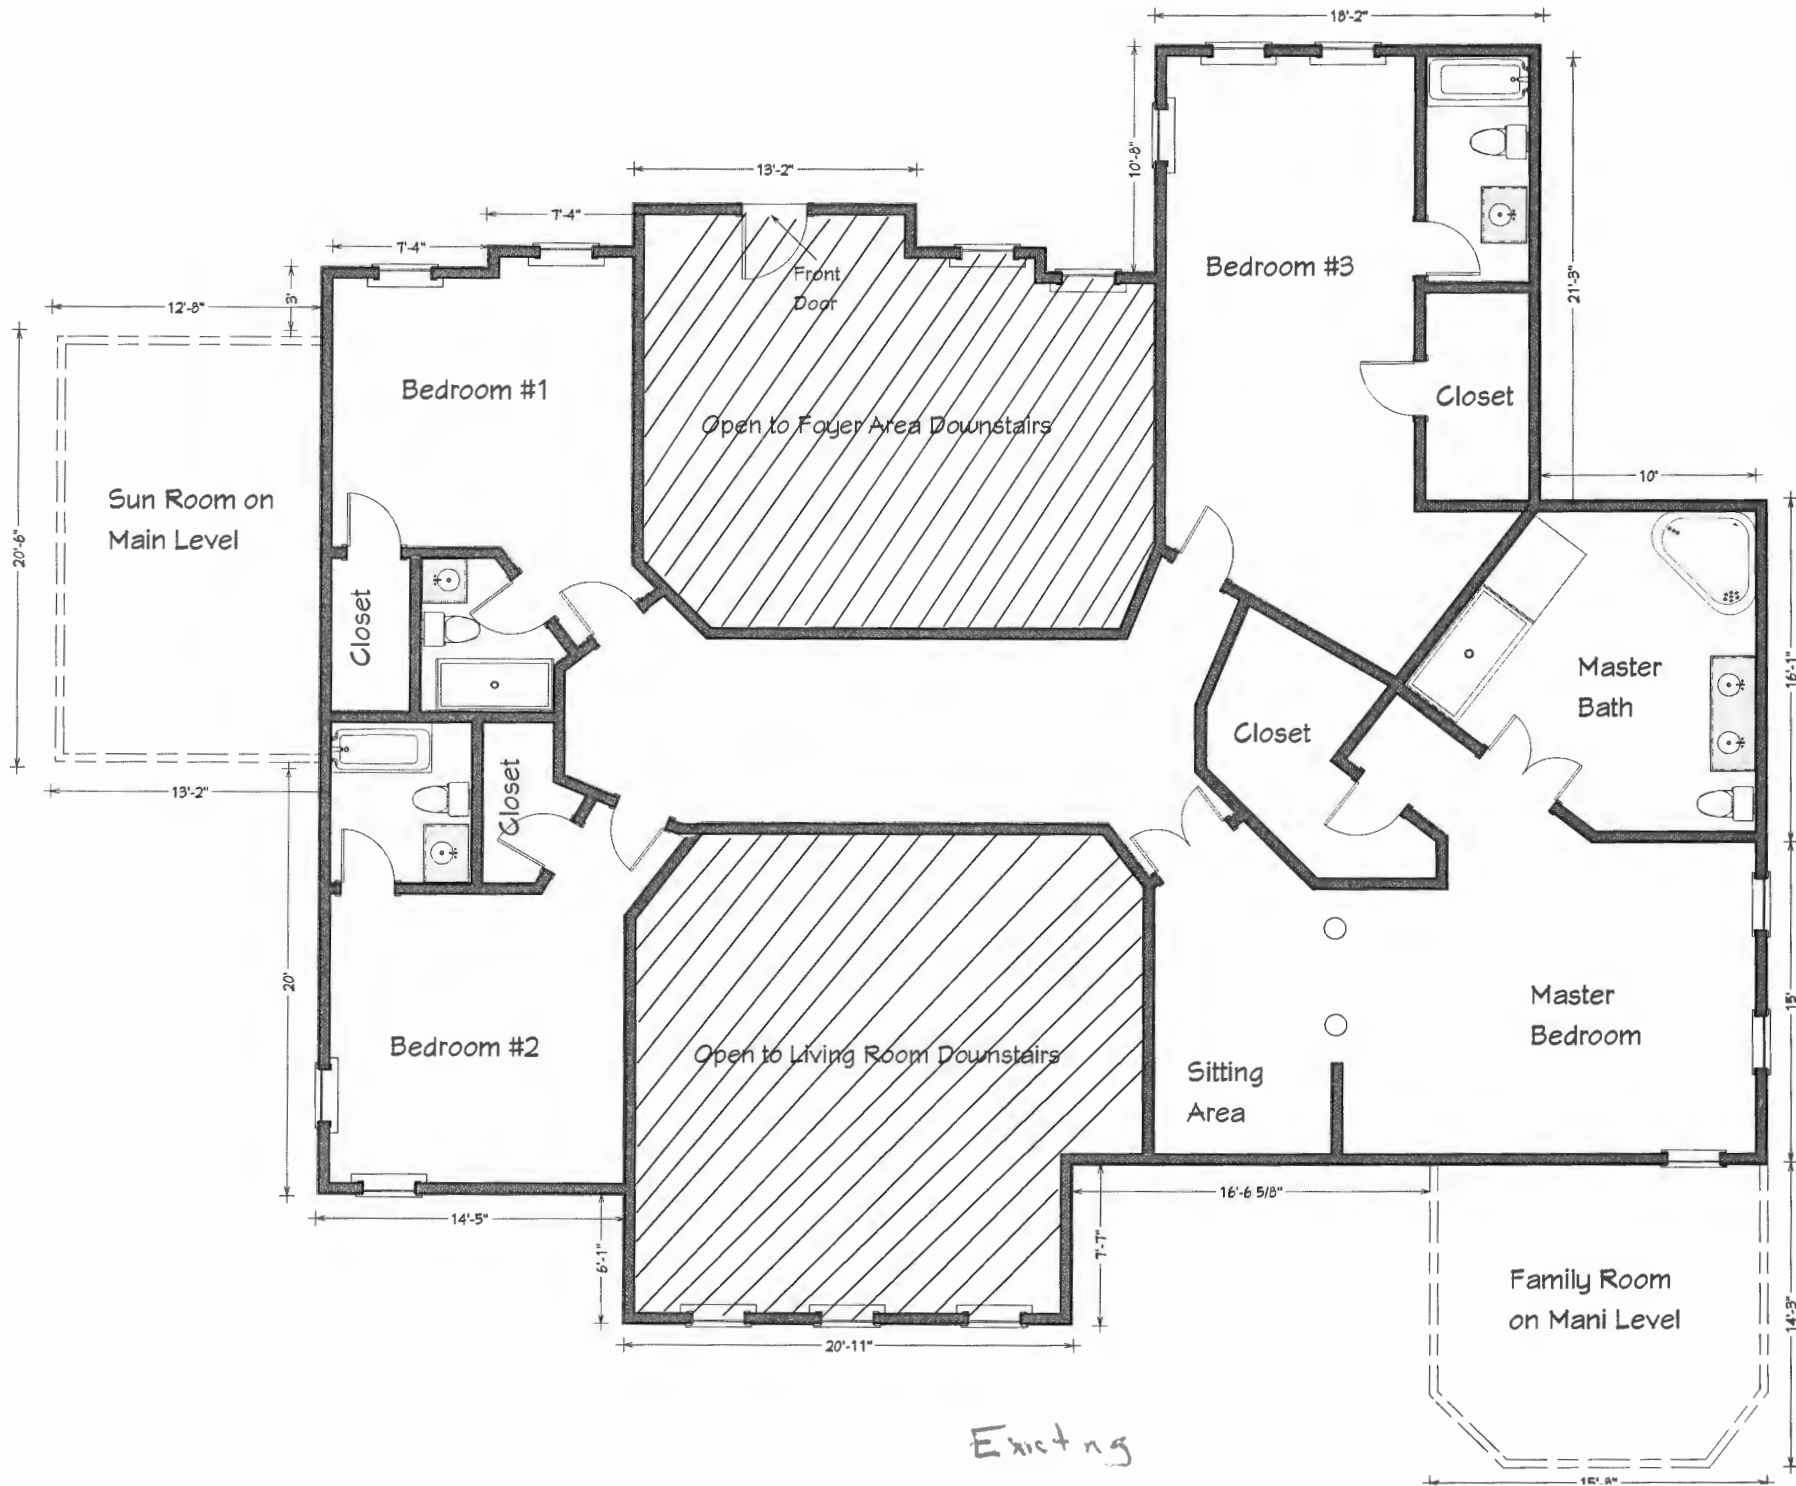 18'-2"
13'-2"
10'-8"
7'-4"
7'-4"
Front
Door
Bedroom #3
21'-3"
12'-8"
3'
Bedroom #1
Open to Foyer Area Downstairs
Closet
10'
Sun Room on
Main Level
20'-6"
Closet
Master
Bath
16'-1"
Closet
13'-2"
Closet
20'
Bedroom #2
Open to Living Room Downstairs
Master
Bedroom
15'
Sitting
Area
14'-5"
16'-6 5/8"
6'-1"
7'-7"
Family Room
on Mani Level
14'-3"
20'-11"
Existng
15'-8"